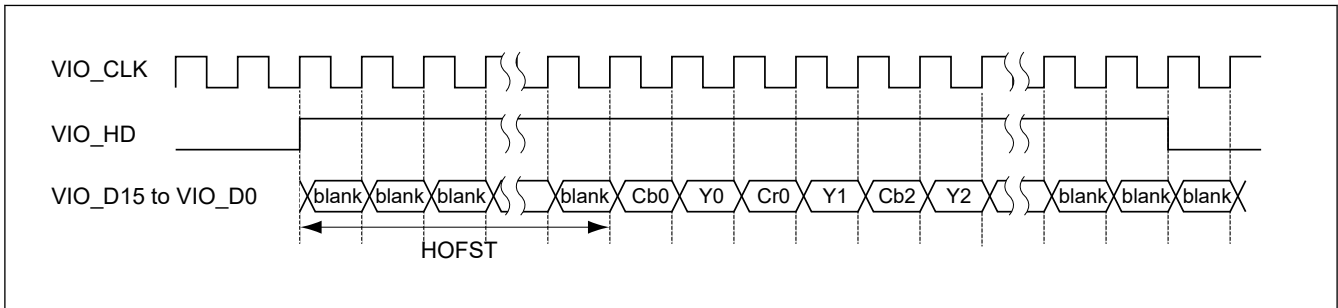 VIO_CLK
VIO_HD
VIO_D15 to VIO_D0 blank blank blank blank Cb0 Y0 Cr0 Y1 Cb2 Y2 blank blank blank
HOFST